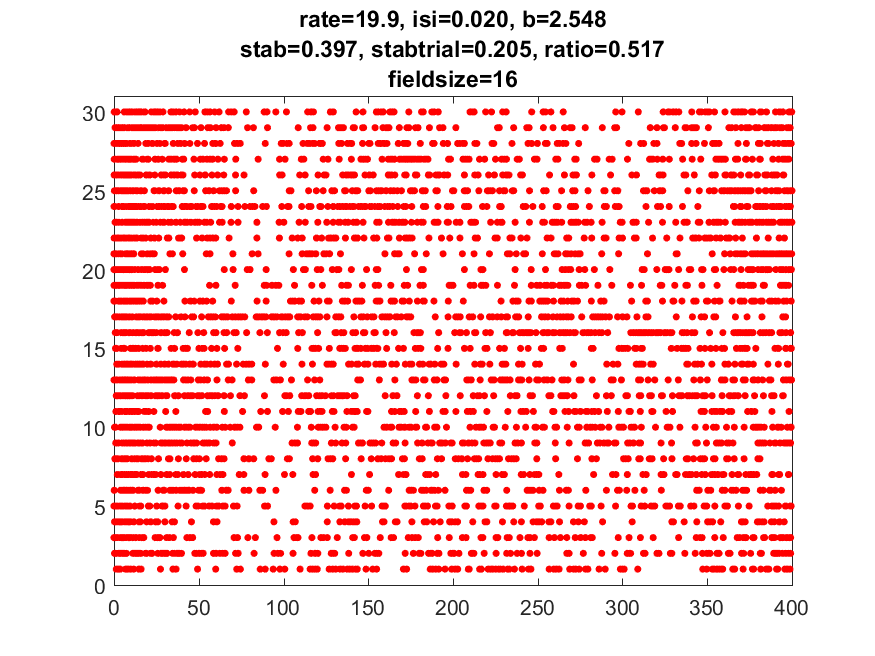 rate=19.9, isi=0.020, b=2.548
stab=0.397, stabtrial=0.205, ratio=0.517
fieldsize=16
30
25
20
15
10
5
0
0 50 100 150 200 250 300 350 400